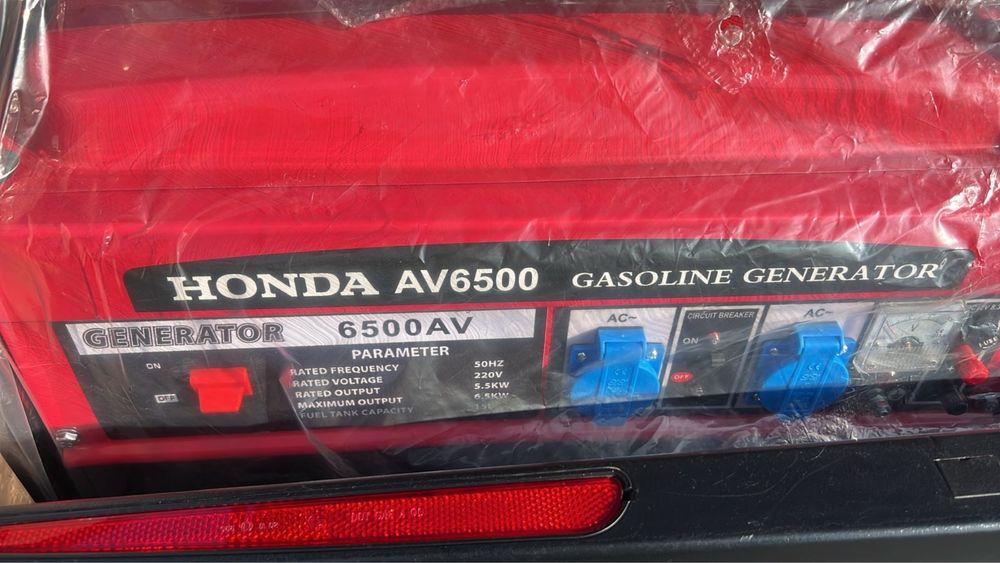 HONDA AV6500 GASOLINE GENERATOR
GENERATOR 6500AV
PARAMETER
RATED FREQUENCY 50HZ
RATED VOLTAGE 220V
RATED OUTPUT 5.5KW
MAXIMUM OUTPUT 6.5KW
FUEL TANK CAPACITY 15L
ON
OFF
AC~
CIRCUIT BREAKER
ON
OFF
AC~
V